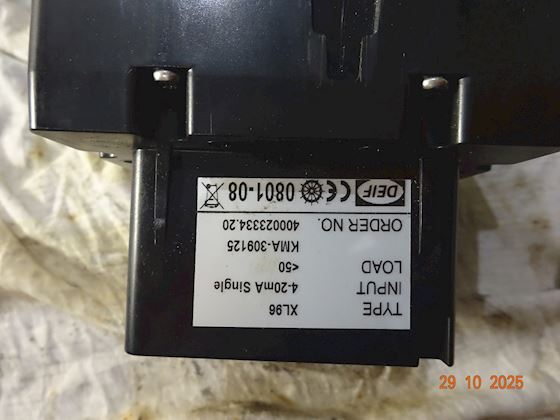 TYPE XL96
INPUT 4-20mA Single
LOAD <50
KMA-309125
ORDER NO. 400023334.20
DEIF CE 0801-08
29 10 2025